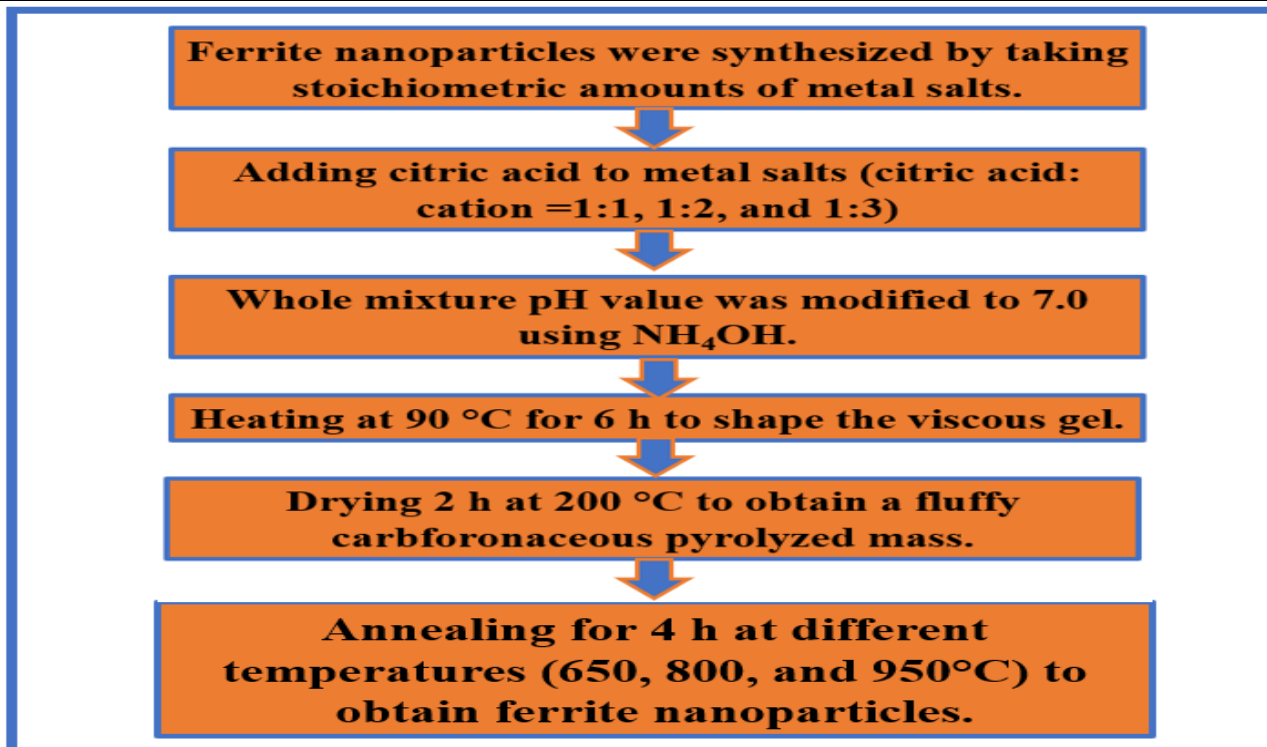 Ferrite nanoparticles were synthesized by taking
stoichiometric amounts of metal salts.
Adding citric acid to metal salts (citric acid:
cation =1:1, 1:2, and 1:3)
Whole mixture pH value was modified to 7.0
using NH₄OH.
Heating at 90 °C for 6 h to shape the viscous gel.
Drying 2 h at 200 °C to obtain a fluffy
carbforonaceous pyrolyzed mass.
Annealing for 4 h at different
temperatures (650, 800, and 950°C) to
obtain ferrite nanoparticles.